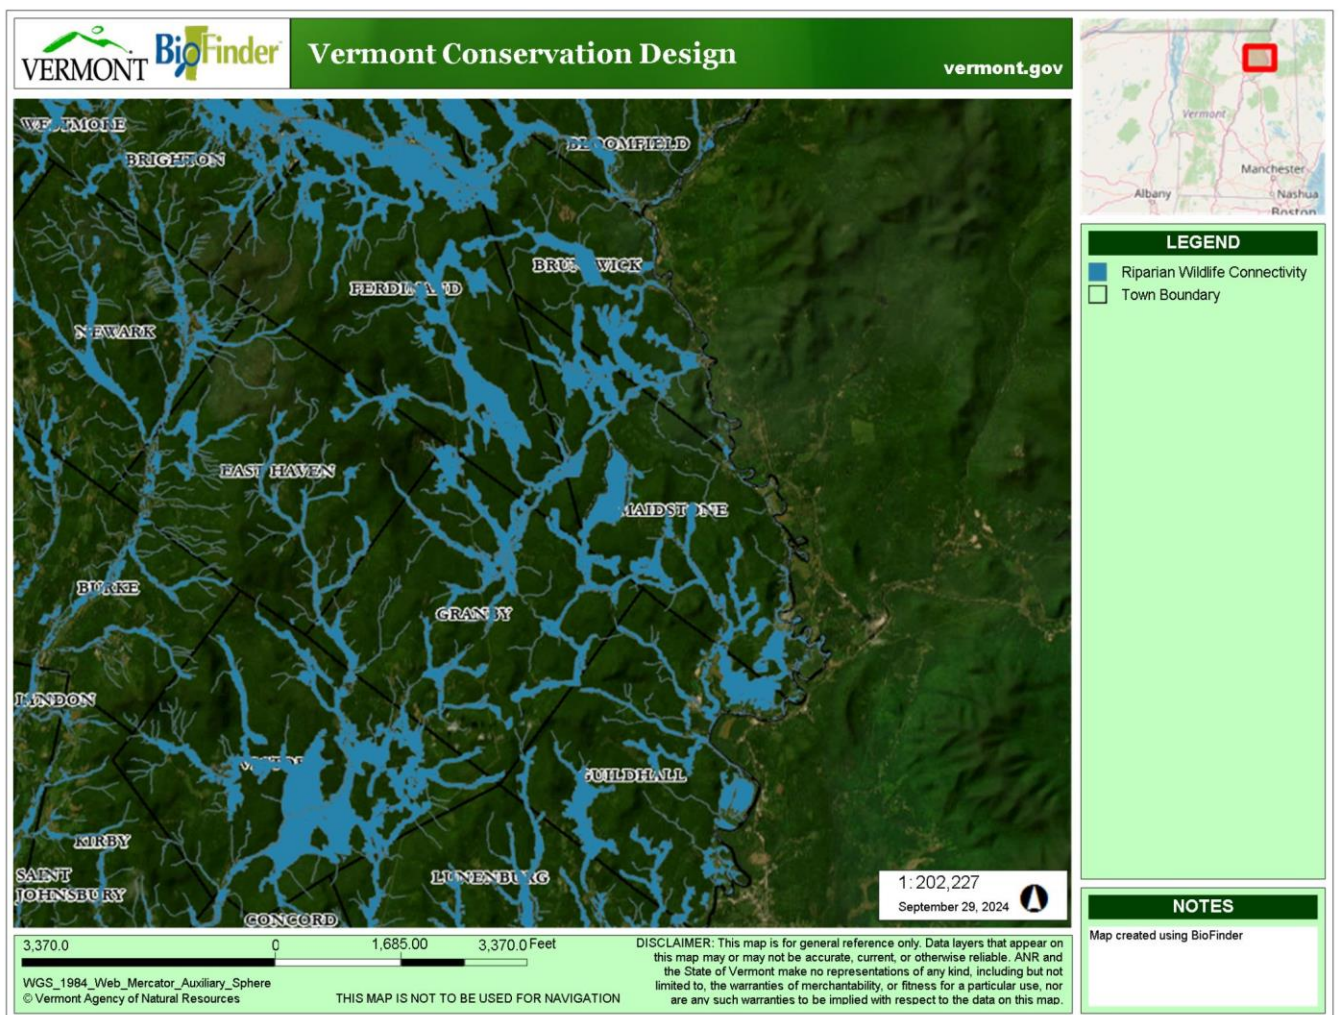 VERMONT
BioFinder
Vermont Conservation Design
vermont.gov
Vermont
Manchester
Albany
Nashua
Boston
WESTMORE
BRIGHTON
BLOOMFIELD
BRUNSWICK
FERDINAND
NEWARK
EAST HAVEN
MAIDSTONE
BURKE
GRANBY
LYNDON
GUILDHALL
KIRBY
SAINT
JOHNSBURY
LUNENBURG
CONCORD
LEGEND
Riparian Wildlife Connectivity
Town Boundary
1: 202,227
September 29, 2024
NOTES
Map created using BioFinder
3,370.0 0 1,685.00 3,370.0 Feet
WGS_1984_Web_Mercator_Auxiliary_Sphere
© Vermont Agency of Natural Resources
THIS MAP IS NOT TO BE USED FOR NAVIGATION
DISCLAIMER: This map is for general reference only. Data layers that appear on
this map may or may not be accurate, current, or otherwise reliable. ANR and
the State of Vermont make no representations of any kind, including but not
limited to, the warranties of merchantability, or fitness for a particular use, nor
are any such warranties to be implied with respect to the data on this map.